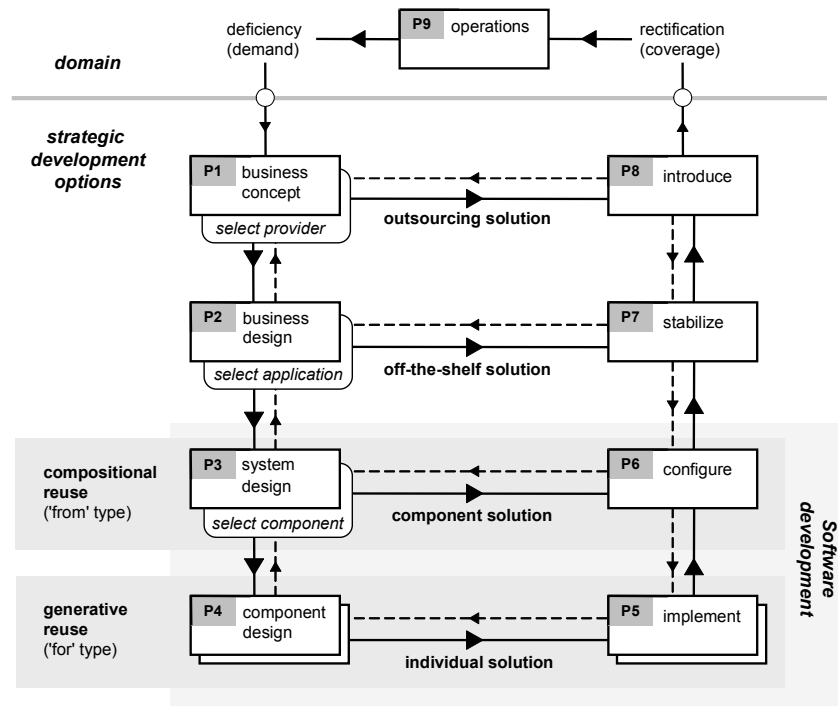 deficiency
(demand)
P9 operations
rectification
(coverage)
domain
strategic
development
options
P1 business
concept
select provider
outsourcing solution
P8 introduce
P2 business
design
select application
off-the-shelf solution
P7 stabilize
compositional
reuse
('from' type)
P3 system
design
select component
component solution
P6 configure
Software
development
generative
reuse
('for' type)
P4 component
design
individual solution
P5 implement